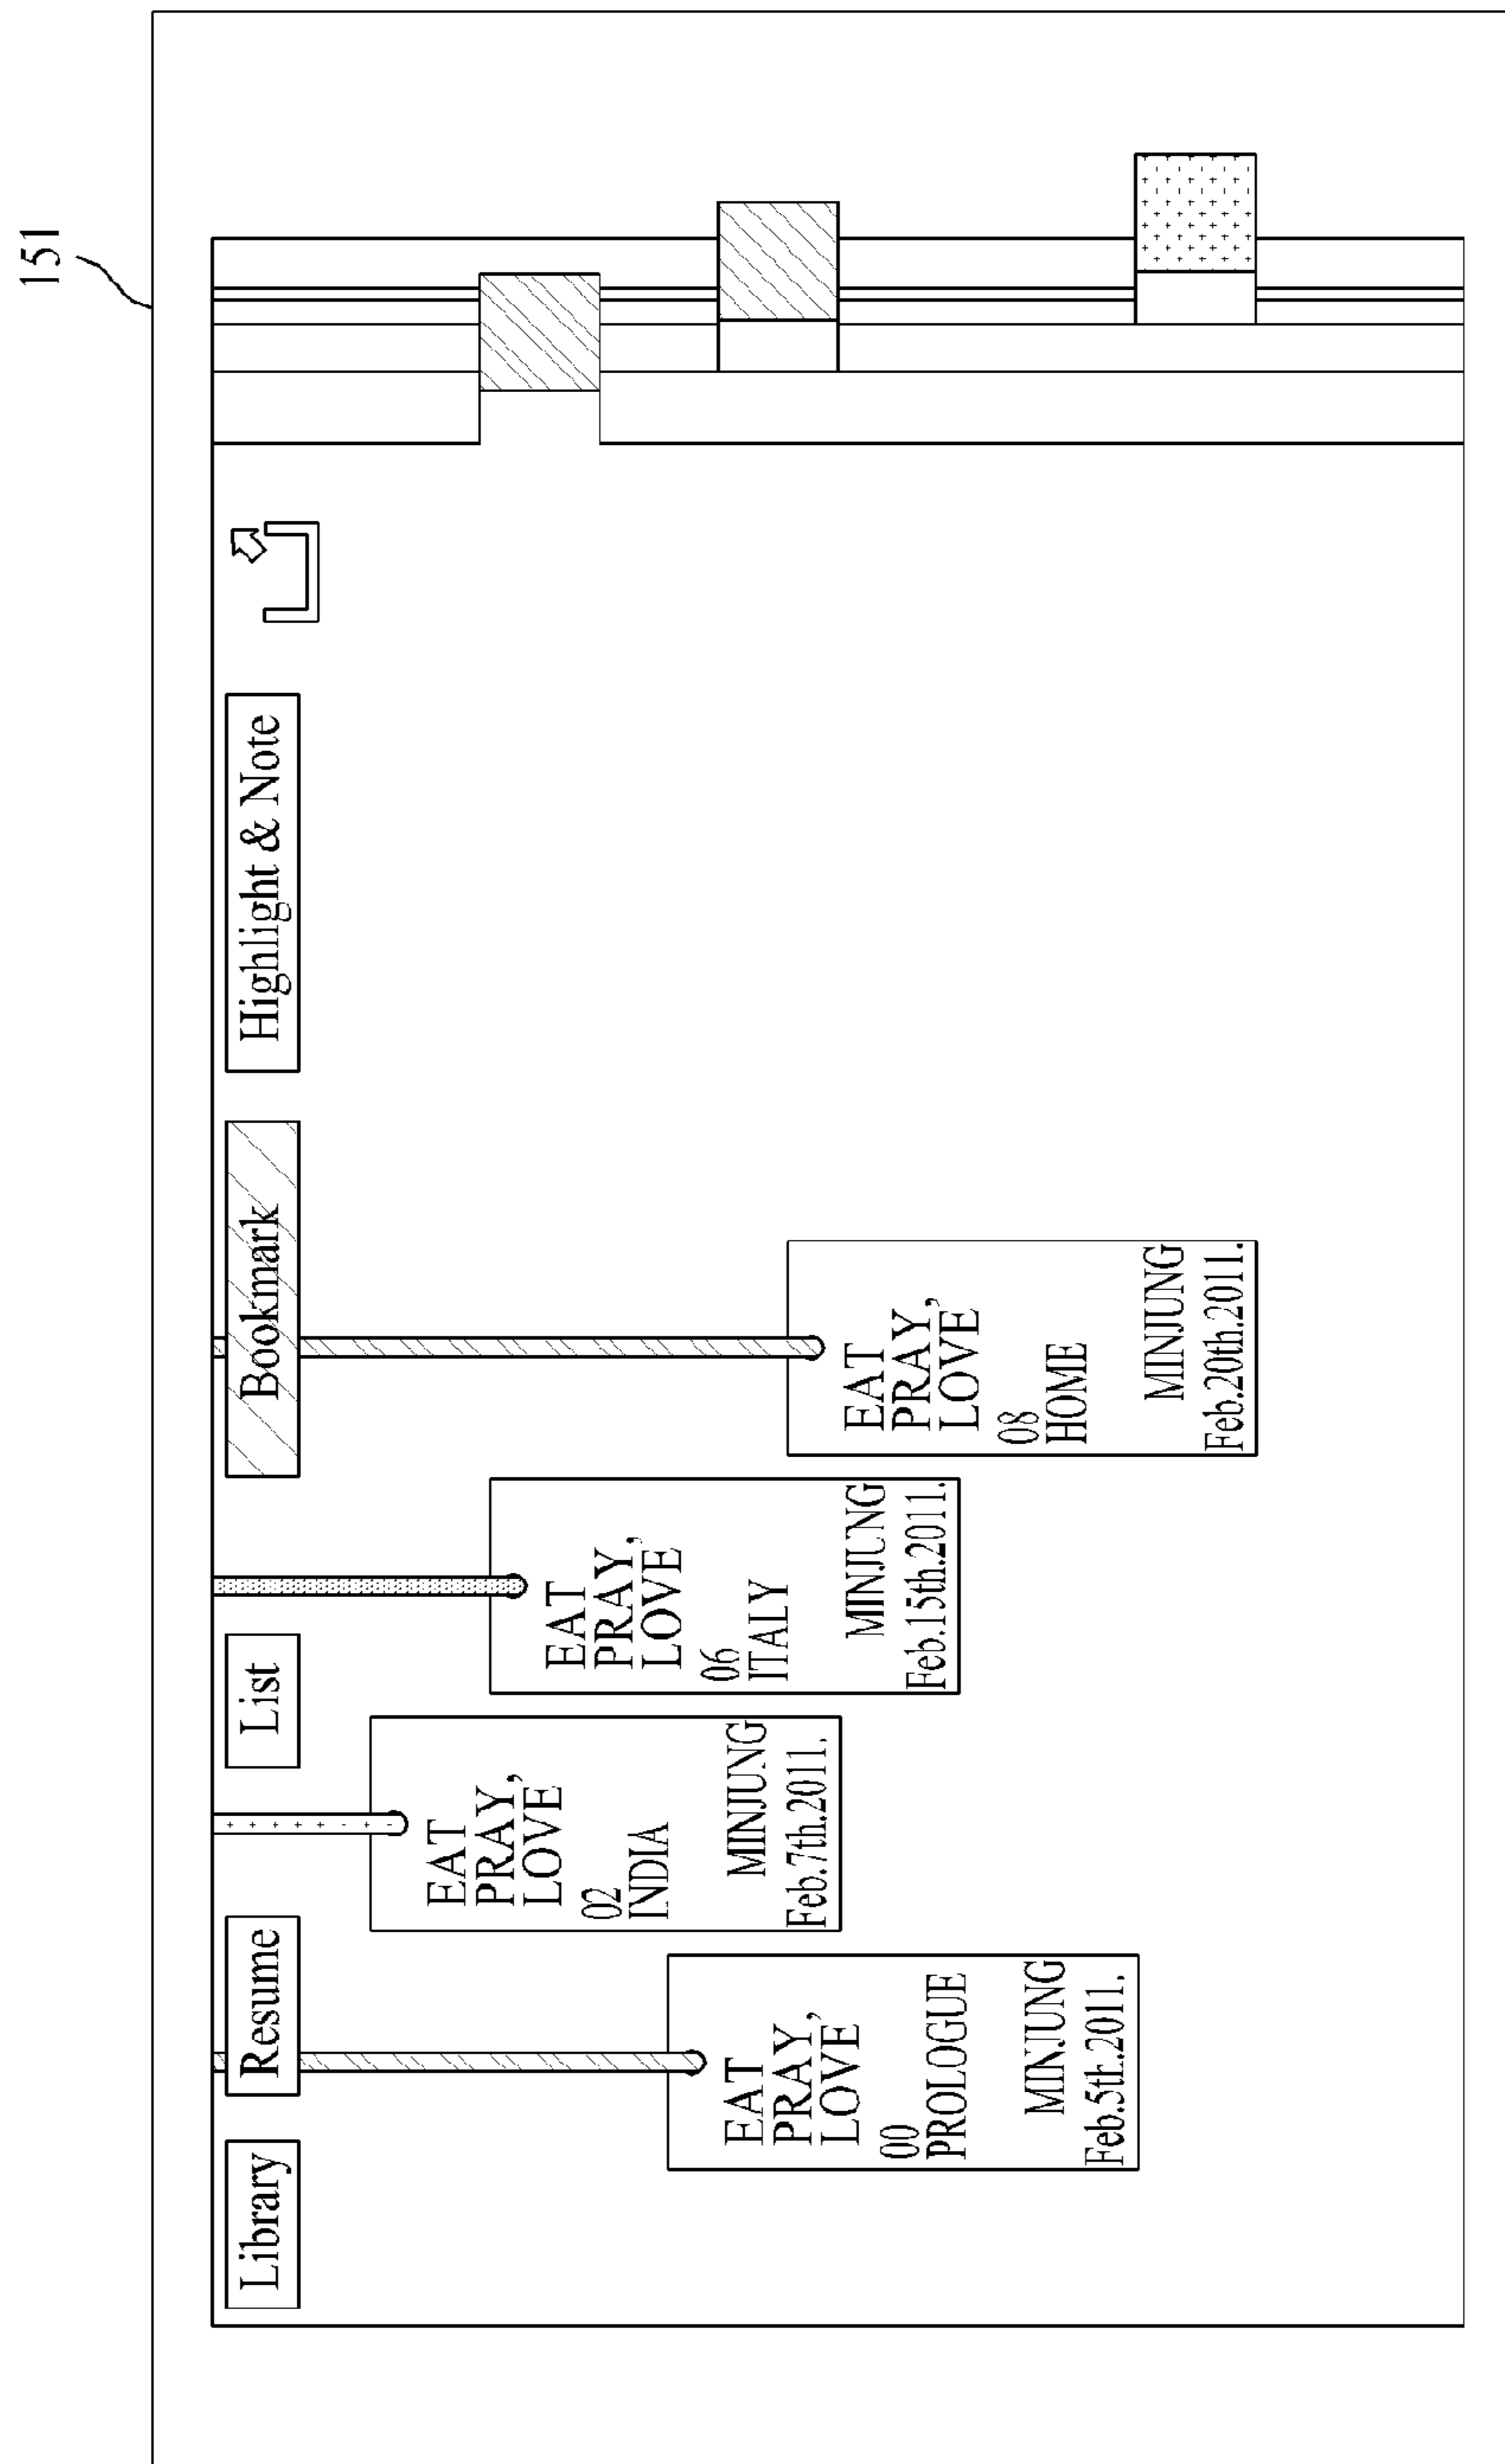 151
Library
Resume
List
Bookmark
Highlight & Note
EAT
PRAY,
LOVE
00
PROLOGUE
MINJUNG
Feb.5th.2011.
EAT
PRAY,
LOVE
02
INDIA
MINJUNG
Feb.7th.2011.
EAT
PRAY,
LOVE
06
ITALY
MINJUNG
Feb.15th.2011.
EAT
PRAY,
LOVE
08
HOME
MINJUNG
Feb.20th.2011.